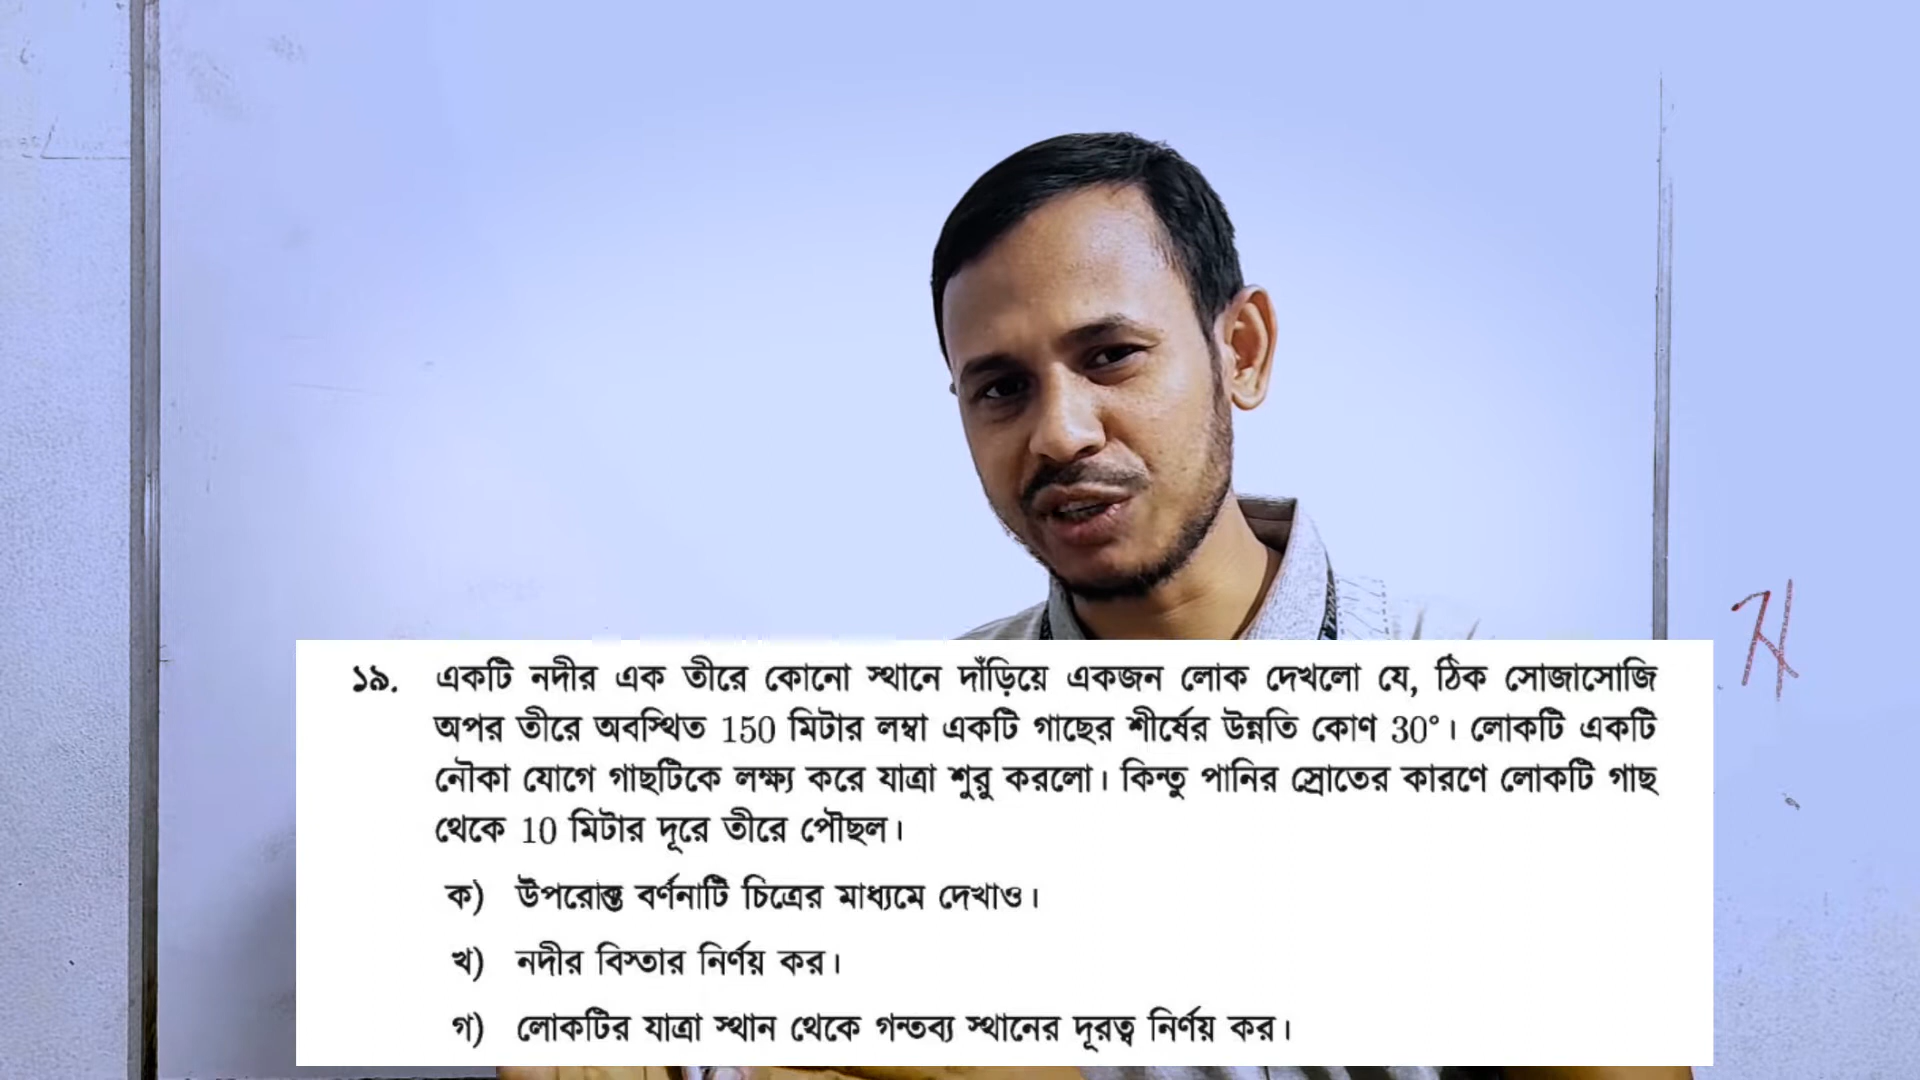 ১৯. একটি নদীর এক তীরে কোনো স্থানে দাঁড়িয়ে একজন লোক দেখলো যে, ঠিক সোজাসোজি
অপর তীরে অবস্থিত 150 মিটার লম্বা একটি গাছের শীর্ষের উন্নতি কোণ 30°। লোকটি একটি
নৌকা যোগে গাছটিকে লক্ষ্য করে যাত্রা শুরু করলো। কিন্তু পানির স্রোতের কারণে লোকটি গাছ
থেকে 10 মিটার দূরে তীরে পৌছল।
ক) উপরোক্ত বর্ণনাটি চিত্রের মাধ্যমে দেখাও।
খ) নদীর বিস্তার নির্ণয় কর।
গ) লোকটির যাত্রা স্থান থেকে গন্তব্য স্থানের দূরত্ব নির্ণয় কর।